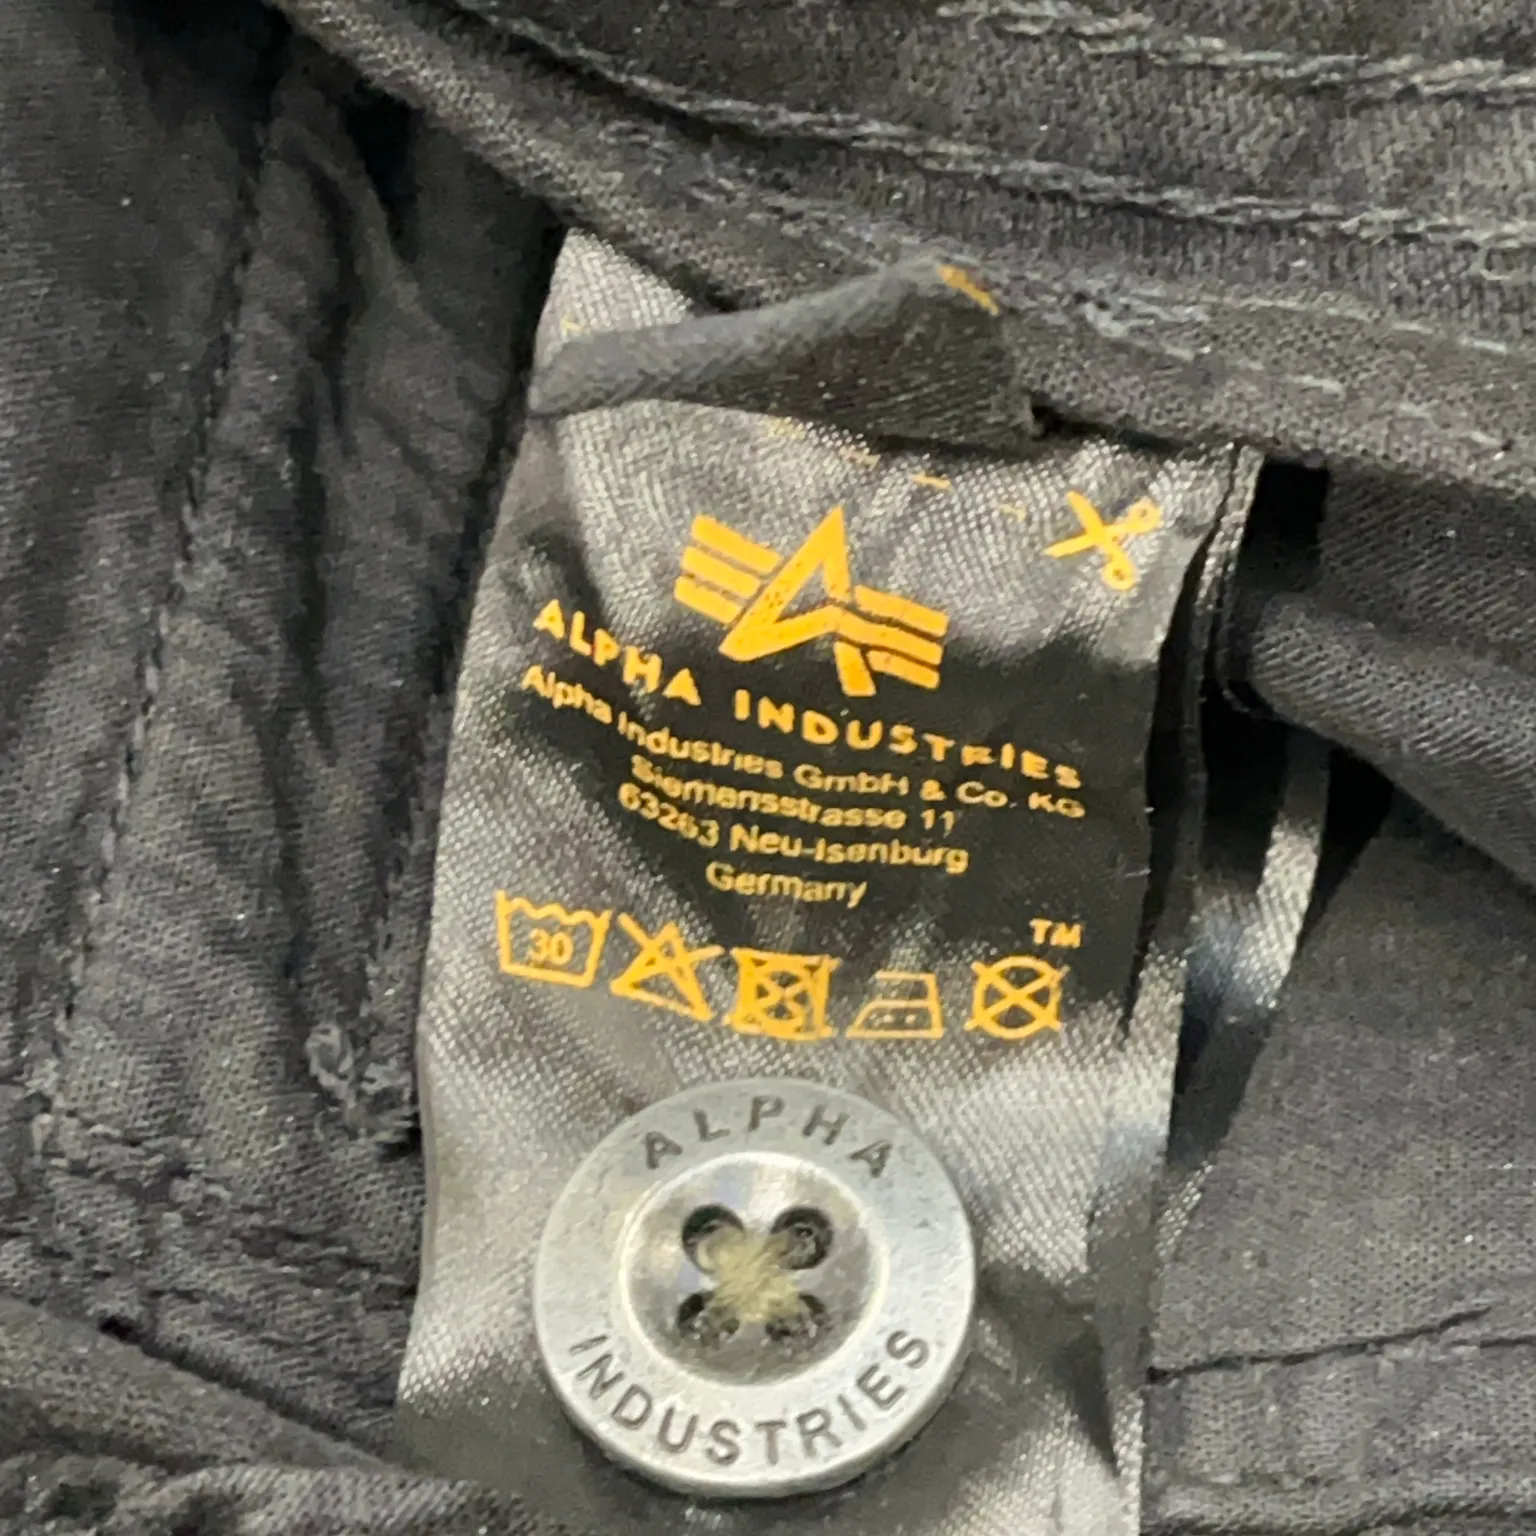 ALPHA INDUSTRIES
Alpha Industries GmbH & Co. KG
Siemensstrasse 11
63263 Neu-Isenburg
Germany
TM
30
ALPHA
INDUSTRIES